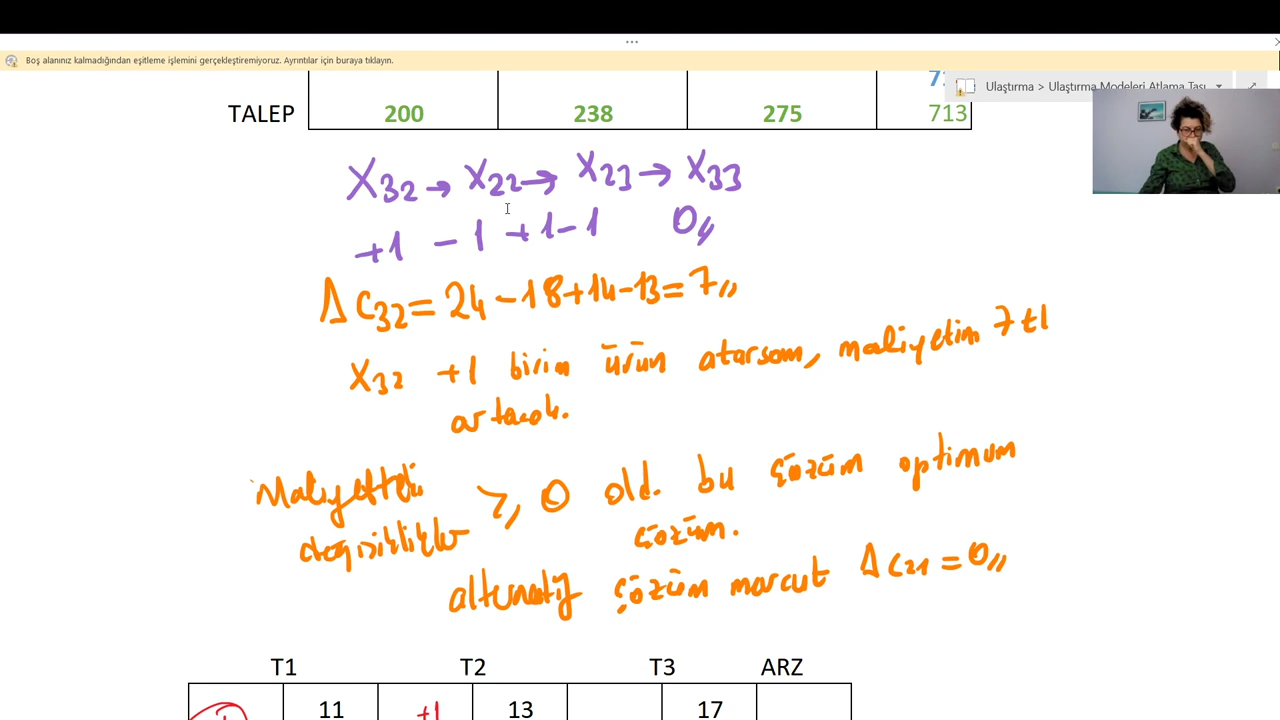 Boş alanınız kalmadığından eşitleme işlemini gerçekleştiremiyoruz. Ayrıntılar için buraya tıklayın.
Ulaştırma > Ulaştırma Modeleri Atlama Taşı
TALEP 200 238 275 713
X32 → X22 → X23 → X33
+1 -1 +1 -1 0,,
ΔC32 = 24 - 18 + 14 - 13 = 7,,
X32 +1 birim ürün atarsam, maliyetim 7 tl
artacak.
Maliyetteki
değişiklikler ≥ 0 old. bu çözüm optimum
çözüm.
alternatif çözüm marcut ΔC21 = 0,,
T1 T2 T3 ARZ
11 +1 13 17